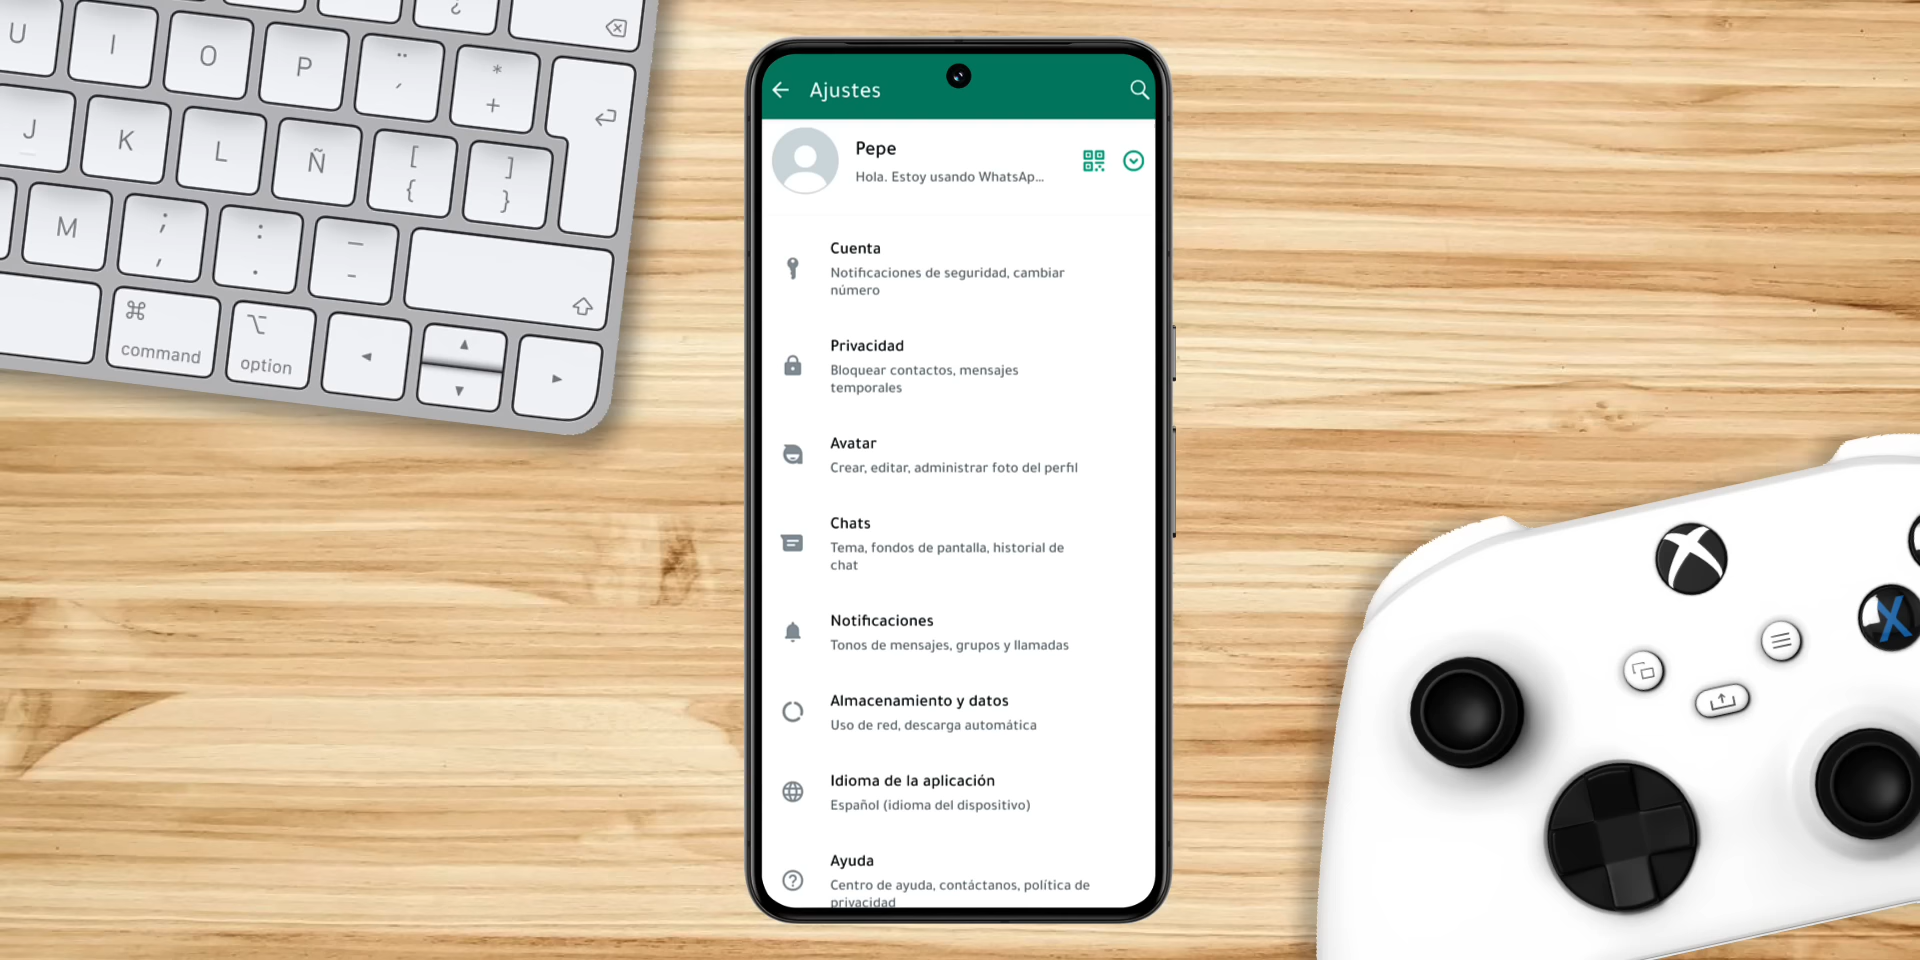 ¿
U I O P ¨ ´ * +
J K L Ñ [ { ] }
M ; , : . _ -
⌘ command ⌥ option
Ajustes
Pepe
Hola. Estoy usando WhatsAp...
Cuenta
Notificaciones de seguridad, cambiar
número
Privacidad
Bloquear contactos, mensajes
temporales
Avatar
Crear, editar, administrar foto del perfil
Chats
Tema, fondos de pantalla, historial de
chat
Notificaciones
Tonos de mensajes, grupos y llamadas
Almacenamiento y datos
Uso de red, descarga automática
Idioma de la aplicación
Español (idioma del dispositivo)
Ayuda
Centro de ayuda, contáctanos, política de
privacidad
X